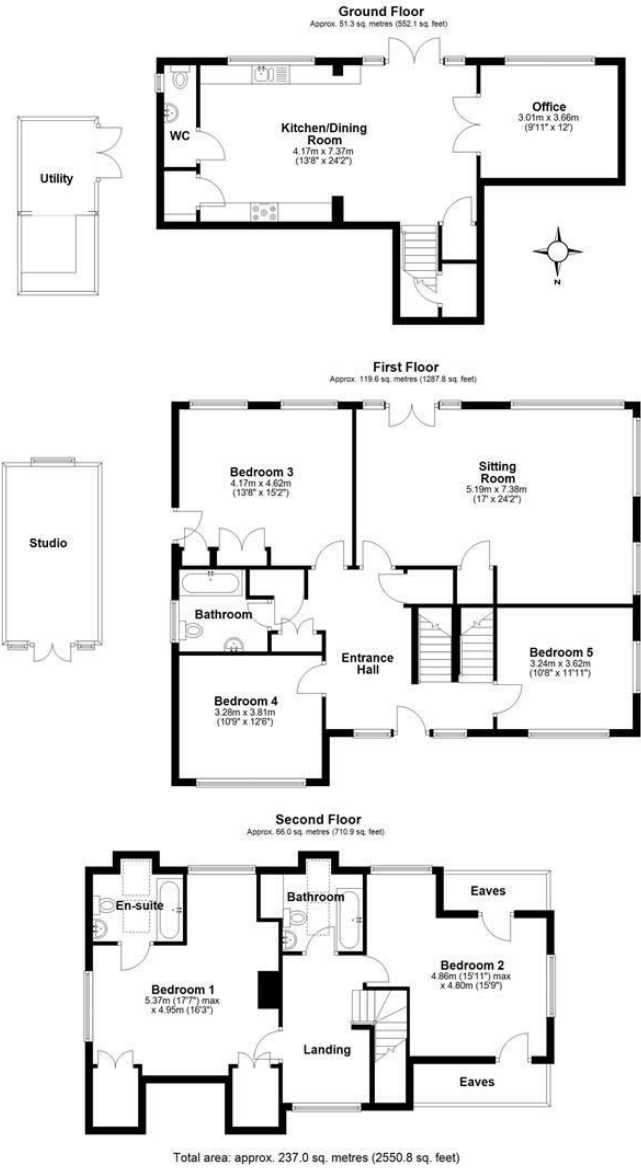 Ground Floor
Approx. 51.3 sq. metres (552.1 sq. feet)
WC
Kitchen/Dining
Room
4.17m x 7.37m
(13'8" x 24'2")
Office
3.01m x 3.66m
(9'11" x 12')
Utility
N
First Floor
Approx. 119.6 sq. metres (1287.8 sq. feet)
Bedroom 3
4.17m x 4.62m
(13'8" x 15'2")
Sitting
Room
5.19m x 7.38m
(17' x 24'2")
Studio
Bathroom
Entrance
Hall
Bedroom 5
3.24m x 3.62m
(10'8" x 11'11")
Bedroom 4
3.28m x 3.81m
(10'9" x 12'6")
Second Floor
Approx. 66.0 sq. metres (710.9 sq. feet)
En-suite
Bathroom
Eaves
Bedroom 1
5.37m (17'7") max
x 4.95m (16'3")
Bedroom 2
4.86m (15'11") max
x 4.80m (15'9")
Landing
Eaves
Total area: approx. 237.0 sq. metres (2550.8 sq. feet)